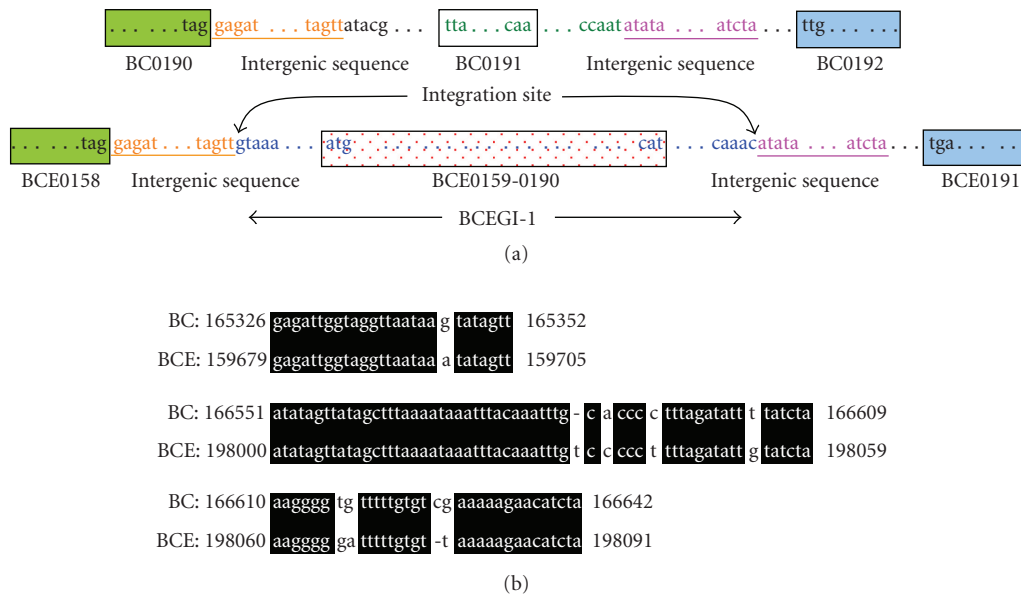 . . . . . . tag gagat . . . tagtt atacg . . . tta . . . caa . . . ccaat atata . . . atcta . . . ttg . . . . . .
BC0190 Intergenic sequence BC0191 Intergenic sequence BC0192
Integration site
. . . . . . tag gagat . . . tagtt gtaaa . . . atg . . . . . . . . . . . . . . . . . . cat . . . caaac atata . . . atcta . . . tga . . . . . .
BCE0158 Intergenic sequence BCE0159-0190 Intergenic sequence BCE0191
BCEGI-1
(a)
BC: 165326 gagattggtaggttaataa g tatagtt 165352
BCE: 159679 gagattggtaggttaataa a tatagtt 159705
BC: 166551 atatagttatagctttaaaataaatttacaaatttg - c a ccc c tttagatatt t tatcta 166609
BCE: 198000 atatagttatagctttaaaataaatttacaaatttg t c c ccc t tttagatatt g tatcta 198059
BC: 166610 aagggg tg tttttgtgt cg aaaaagaacatcta 166642
BCE: 198060 aagggg ga tttttgtgt -t aaaaagaacatcta 198091
(b)